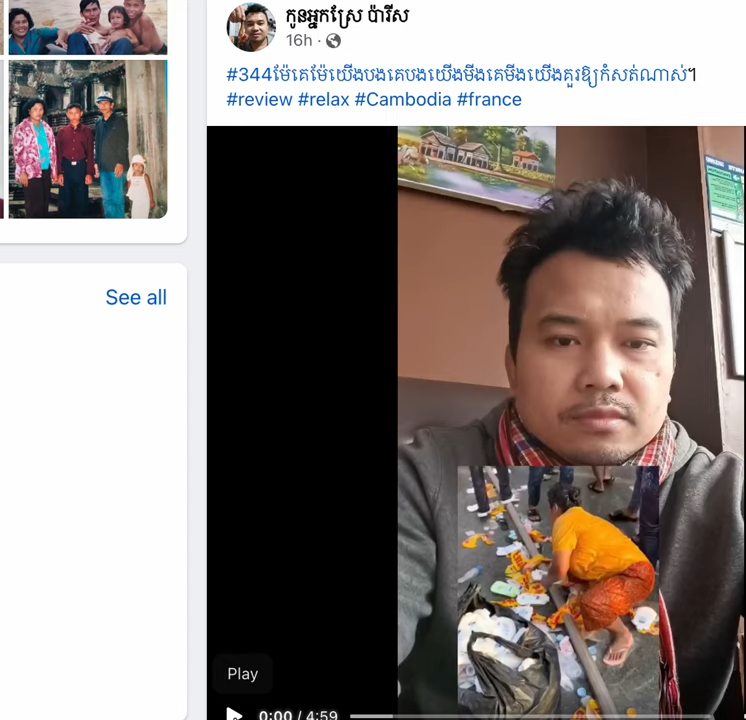 កូនអ្នកស្រែ ប៉ារីស
16h ·
#344ម៉ែគេម៉ែយើងបងគេបងយើងមីងគេមីងយើងគួរឱ្យកំសត់ណាស់។
#review #relax #Cambodia #france
See all
Play
0:00 / 4:59